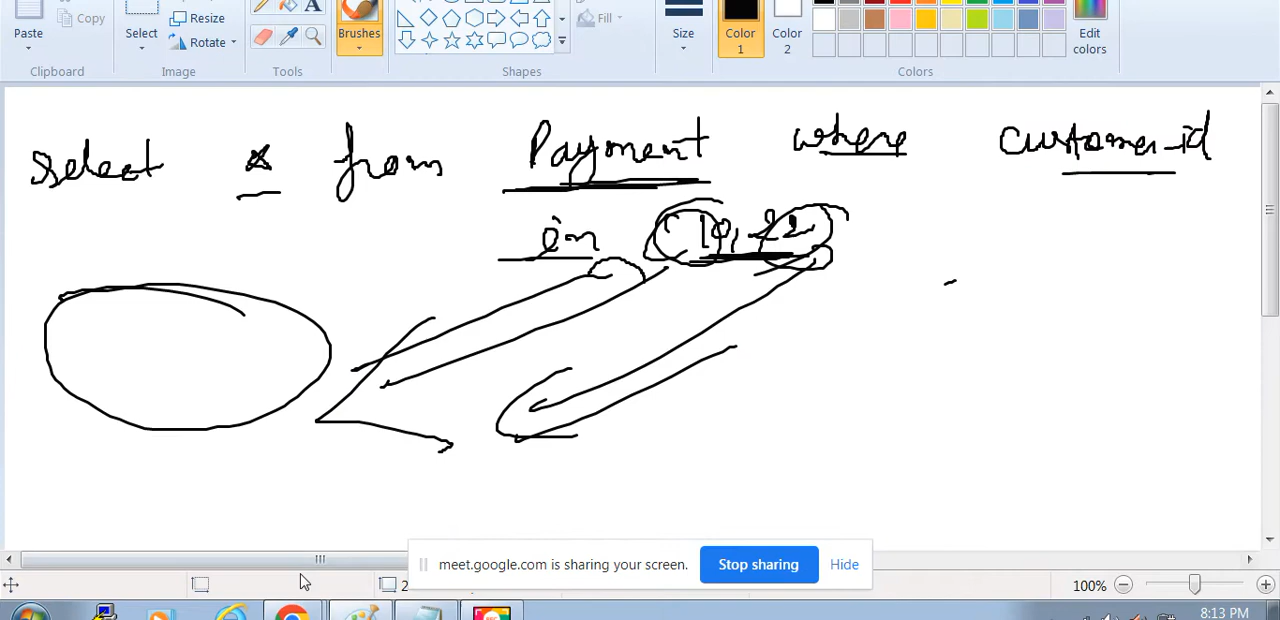 Paste
Copy
Clipboard
Select
Resize
Rotate
Image
A
Tools
Brushes
Fill
Shapes
Size
Color 1
Color 2
Edit colors
Colors
select * from Payment where customer_id
in
meet.google.com is sharing your screen. Stop sharing Hide
2
100%
8:13 PM